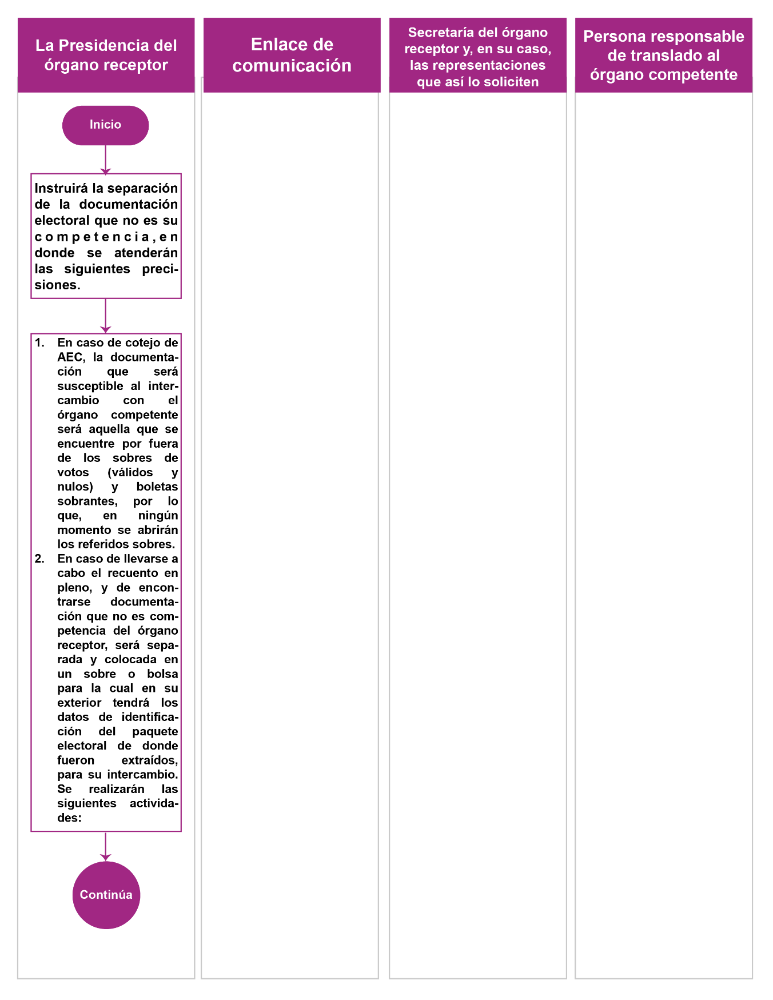 La Presidencia del
órgano receptor
Enlace de
comunicación
Secretaría del órgano
receptor y, en su caso,
las representaciones
que así lo soliciten
Persona responsable
de translado al
órgano competente
Inicio
Instruirá la separación
de la documentación
electoral que no es su
competencia,en
donde se atenderán
las siguientes preci-
siones.
1. En caso de cotejo de
AEC, la documenta-
ción que será
susceptible al inter-
cambio con el
órgano competente
será aquella que se
encuentre por fuera
de los sobres de
votos (válidos y
nulos) y boletas
sobrantes, por lo
que, en ningún
momento se abrirán
los referidos sobres.
2. En caso de llevarse a
cabo el recuento en
pleno, y de encon-
trarse documenta-
ción que no es com-
petencia del órgano
receptor, será sepa-
rada y colocada en
un sobre o bolsa
para la cual en su
exterior tendrá los
datos de identifica-
ción del paquete
electoral de donde
fueron extraídos,
para su intercambio.
Se realizarán las
siguientes activida-
des:
Continúa